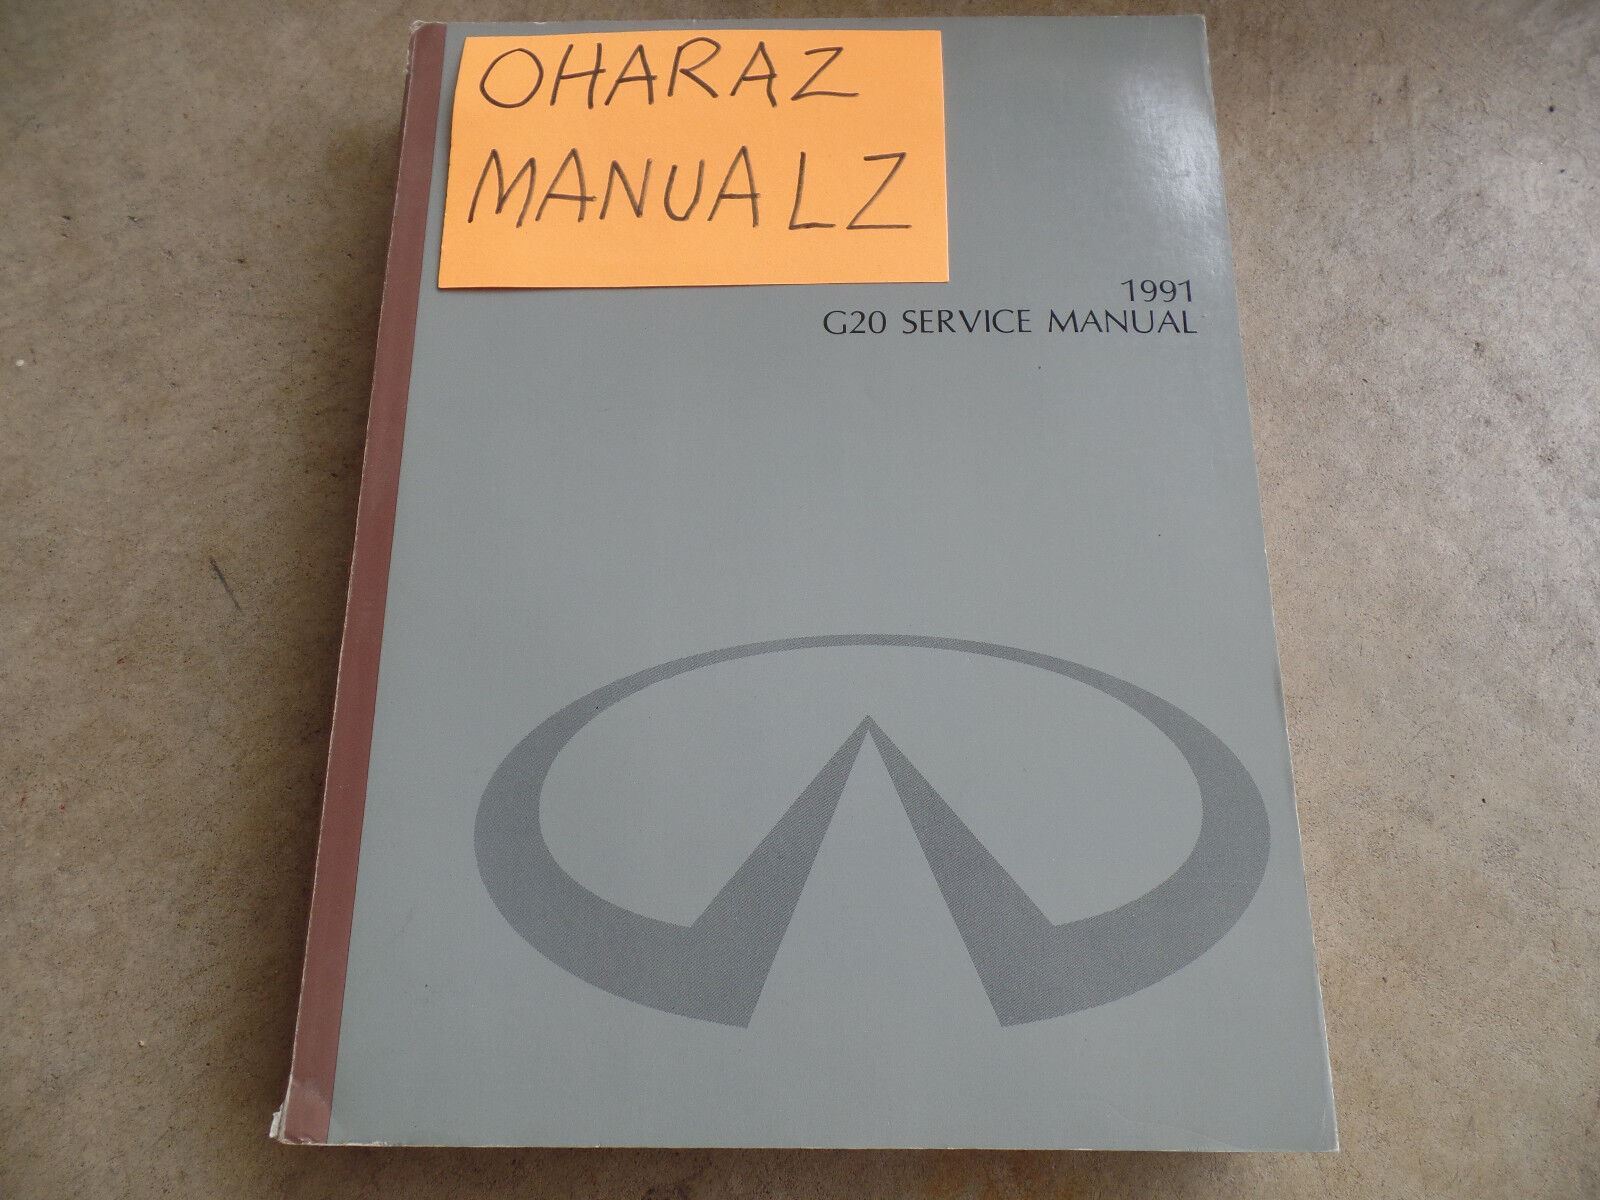 OHARAZ
MANUALZ
1991
G20 SERVICE MANUAL